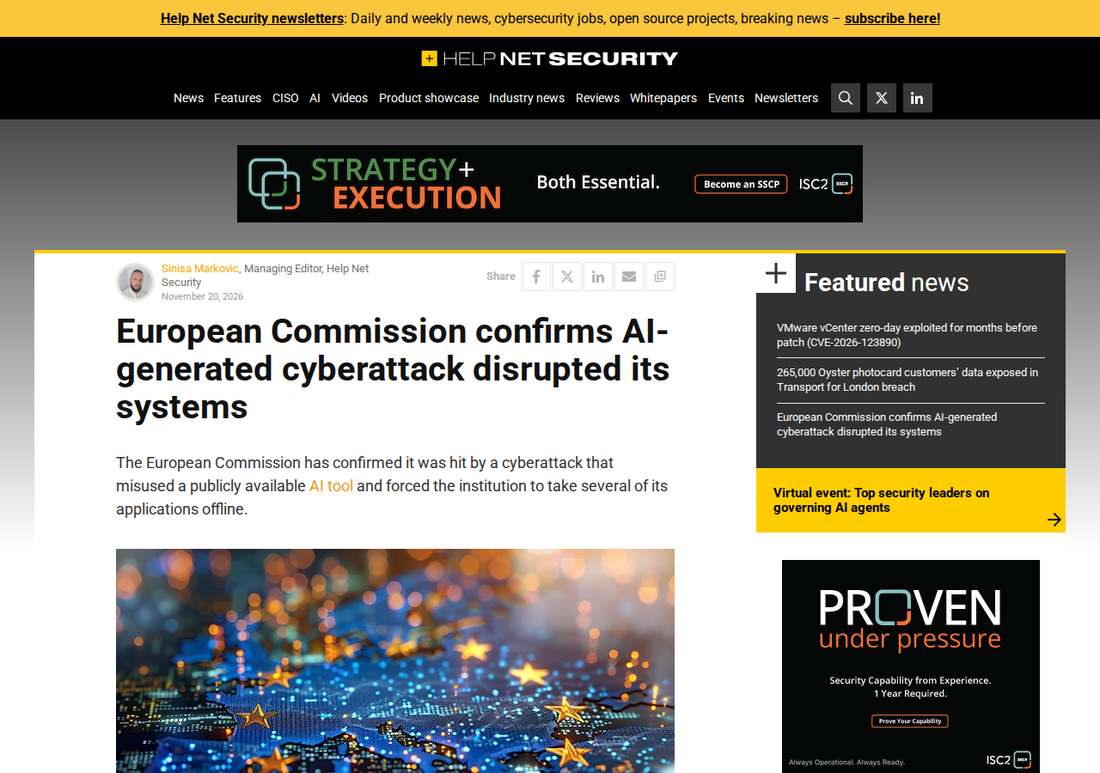 Help Net Security newsletters: Daily and weekly news, cybersecurity jobs, open source projects, breaking news – subscribe here!
HELP NET SECURITY
News Features CISO AI Videos Product showcase Industry news Reviews Whitepapers Events Newsletters
STRATEGY+
EXECUTION
Both Essential.
Become an SSCP
ISC2 SSCP
Sinisa Markovic, Managing Editor, Help Net
Security
November 20, 2026
Share
European Commission confirms AI-
generated cyberattack disrupted its
systems
The European Commission has confirmed it was hit by a cyberattack that
misused a publicly available AI tool and forced the institution to take several of its
applications offline.
Featured news
VMware vCenter zero-day exploited for months before
patch (CVE-2026-123890)
265,000 Oyster photocard customers’ data exposed in
Transport for London breach
European Commission confirms AI-generated
cyberattack disrupted its systems
Virtual event: Top security leaders on
governing AI agents
PROVEN
under pressure
Security Capability from Experience.
1 Year Required.
Prove Your Capability
Always Operational. Always Ready.
ISC2 SSCP